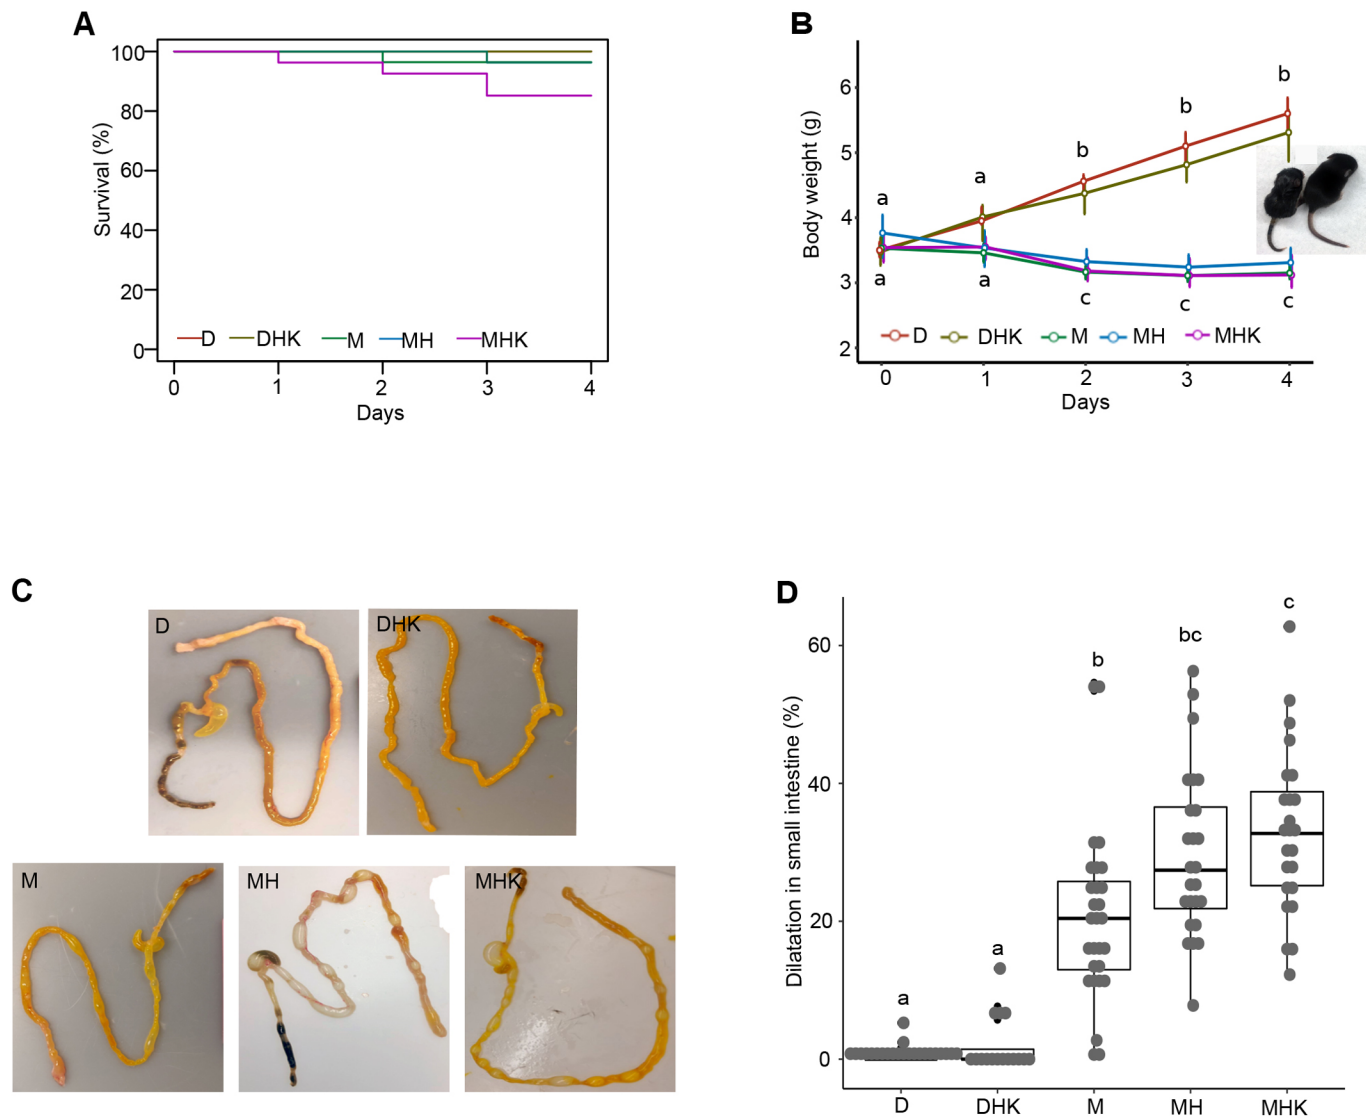 A
100
80
60
40
20
0
Survival (%)
D DHK M MH MHK
0 1 2 3 4
Days
B
6
5
4
3
2
Body weight (g)
a a b b b
a a c c c
D DHK M MH MHK
0 1 2 3 4
Days
C
D DHK
M MH MHK
D
60
40
20
0
Dilatation in small intestine (%)
a a b bc c
D DHK M MH MHK